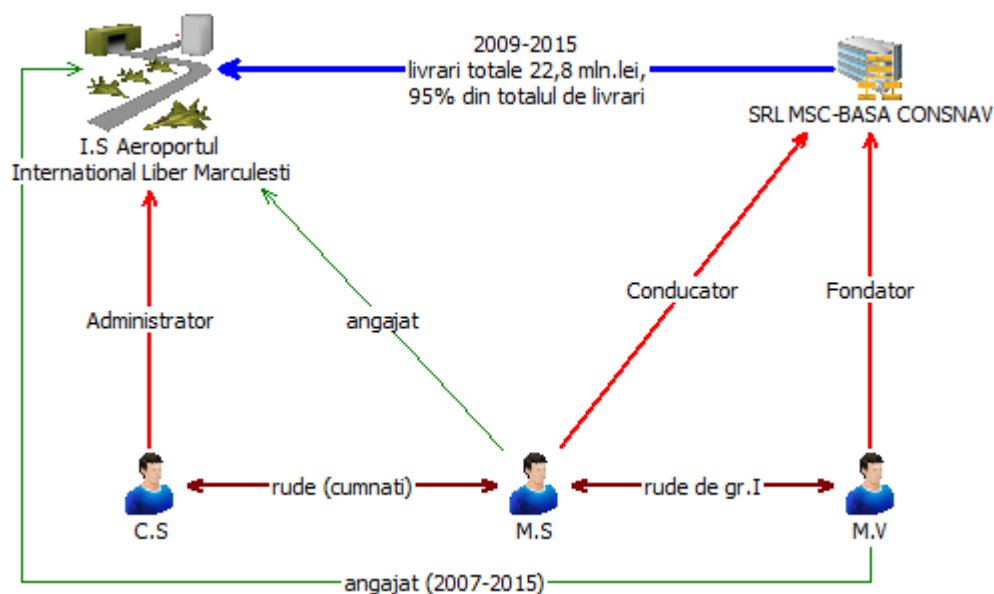 2009-2015
livrari totale 22,8 mln.lei,
95% din totalul de livrari
SRL MSC-BASA CONSNAV
I.S Aeroportul
International Liber Marculesti
Conducator
Fondator
Administrator
angajat
rude (cumnati)
rude de gr.I
C.S
M.S
M.V
angajat (2007-2015)